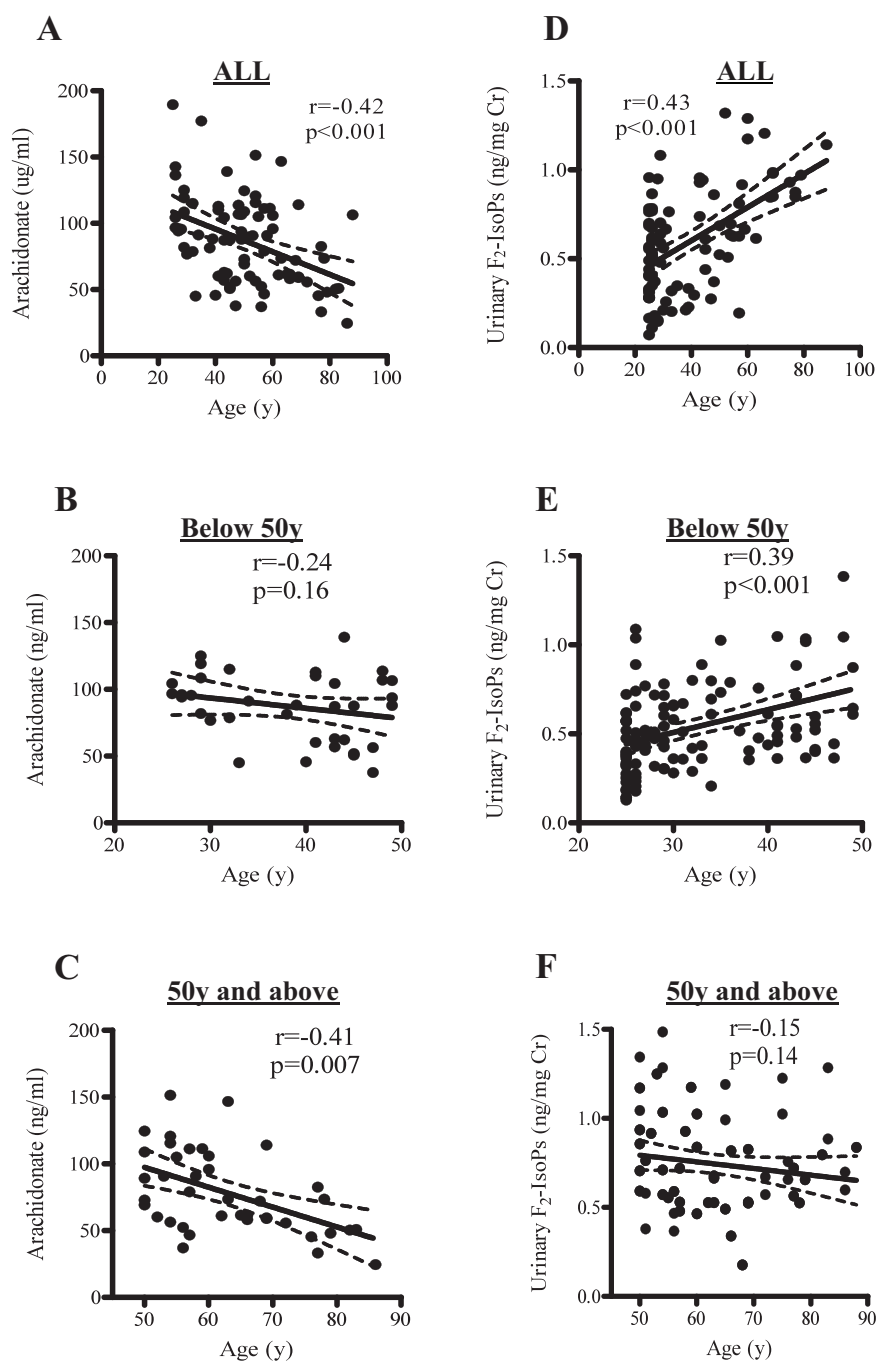 A
ALL
r=-0.42
p<0.001
Arachidonate (ug/ml)
200
150
100
50
0
0 20 40 60 80 100
Age (y)
D
ALL
r=0.43
p<0.001
Urinary F₂-IsoPs (ng/mg Cr)
1.5
1.0
0.5
0.0
0 20 40 60 80 100
Age (y)
B
Below 50y
r=-0.24
p=0.16
Arachidonate (ng/ml)
200
150
100
50
0
20 30 40 50
Age (y)
E
Below 50y
r=0.39
p<0.001
Urinary F₂-IsoPs (ng/mg Cr)
1.5
1.0
0.5
0.0
20 30 40 50
Age (y)
C
50y and above
r=-0.41
p=0.007
Arachidonate (ng/ml)
200
150
100
50
0
50 60 70 80 90
Age (y)
F
50y and above
r=-0.15
p=0.14
Urinary F₂-IsoPs (ng/mg Cr)
1.5
1.0
0.5
0.0
50 60 70 80 90
Age (y)